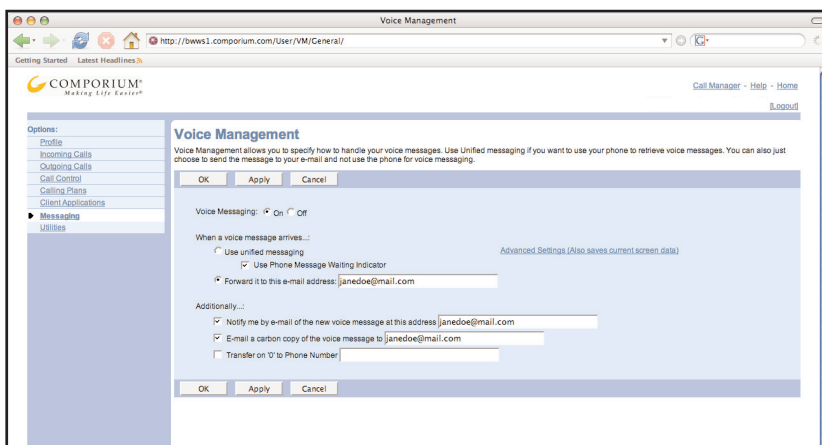 Voice Management
http://bwws1.comporium.com/User/VM/General/
Getting Started Latest Headlines
COMPORIUM®
Making Life Easier®
Call Manager - Help - Home
[Logout]
Options:
Profile
Incoming Calls
Outgoing Calls
Call Control
Calling Plans
Client Applications
Messaging
Utilities
Voice Management
Voice Management allows you to specify how to handle your voice messages. Use Unified messaging if you want to use your phone to retrieve voice messages. You can also just
choose to send the message to your e-mail and not use the phone for voice messaging.
OK Apply Cancel
Voice Messaging: On Off
When a voice message arrives...:
Use unified messaging Advanced Settings (Also saves current screen data)
Use Phone Message Waiting Indicator
Forward it to this e-mail address: janedoe@mail.com
Additionally...:
Notify me by e-mail of the new voice message at this address janedoe@mail.com
E-mail a carbon copy of the voice message to janedoe@mail.com
Transfer on '0' to Phone Number
OK Apply Cancel